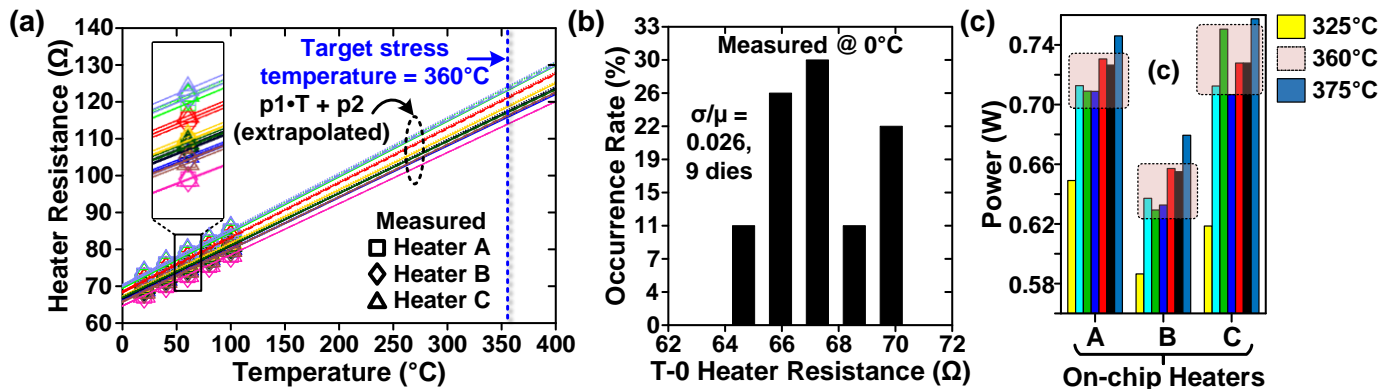 (a)
140
130
120
110
100
90
80
70
60
Heater Resistance (Ω)
Target stress
temperature = 360°C
p1•T + p2
(extrapolated)
Measured
Heater A
Heater B
Heater C
0 50 100 150 200 250 300 350 400
Temperature (°C)
(b)
33
30
26
22
19
15
11
7
4
0
Occurrence Rate (%)
Measured @ 0°C
σ/μ =
0.026,
9 dies
62 64 66 68 70 72
T-0 Heater Resistance (Ω)
(c)
0.74
0.70
0.66
0.62
0.58
Power (W)
(c)
A B C
On-chip Heaters
325°C
360°C
375°C